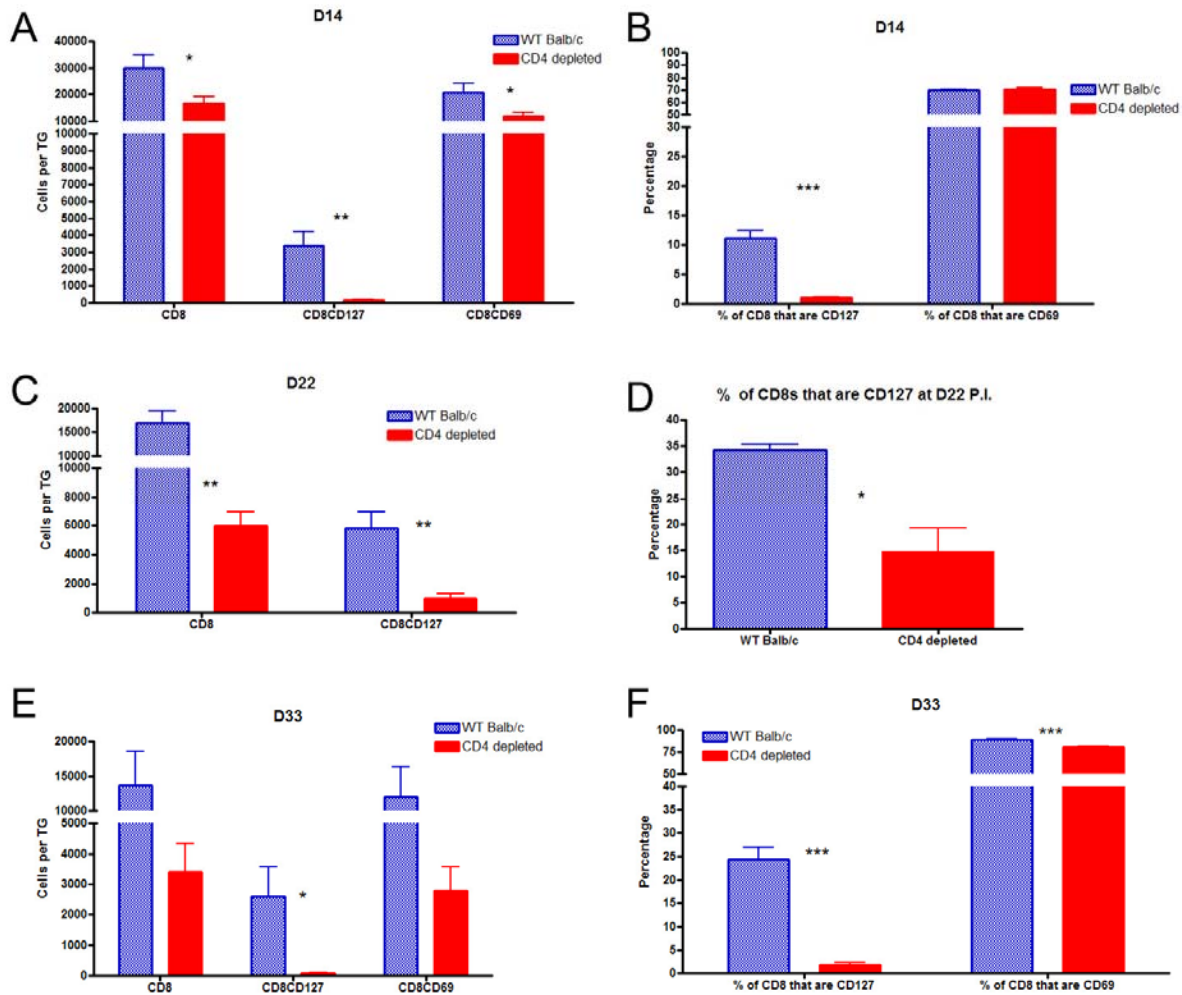 A
D14
WT Balb/c
CD4 depleted
Cells per TG
40000
30000
20000
10000
10000
9000
8000
7000
6000
5000
4000
3000
2000
1000
0
*
**
*
CD8
CD8CD127
CD8CD69
B
D14
WT Balb/c
CD4 depleted
Percentage
100
90
80
70
60
50
30
25
20
15
10
5
0
***
% of CD8 that are CD127
% of CD8 that are CD69
C
D22
WT Balb/c
CD4 depleted
Cells per TG
20000
15000
10000
10000
8000
6000
4000
2000
0
**
**
CD8
CD8CD127
D
% of CD8s that are CD127 at D22 P.I.
Percentage
40
35
30
25
20
15
10
5
0
*
WT Balb/c
CD4 depleted
E
D33
WT Balb/c
CD4 depleted
Cells per TG
20000
15000
10000
5000
4000
3000
2000
1000
0
*
CD8
CD8CD127
CD8CD69
F
D33
WT Balb/c
CD4 depleted
Percentage
100
75
50
40
35
30
25
20
15
10
5
0
***
***
% of CD8 that are CD127
% of CD8 that are CD69